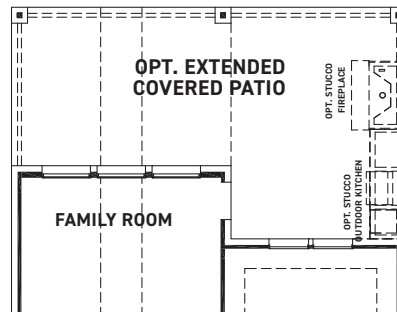 OPT. EXTENDED
COVERED PATIO
OPT. STUCCO
FIREPLACE
OPT. STUCCO
OUTDOOR KITCHEN
FAMILY ROOM